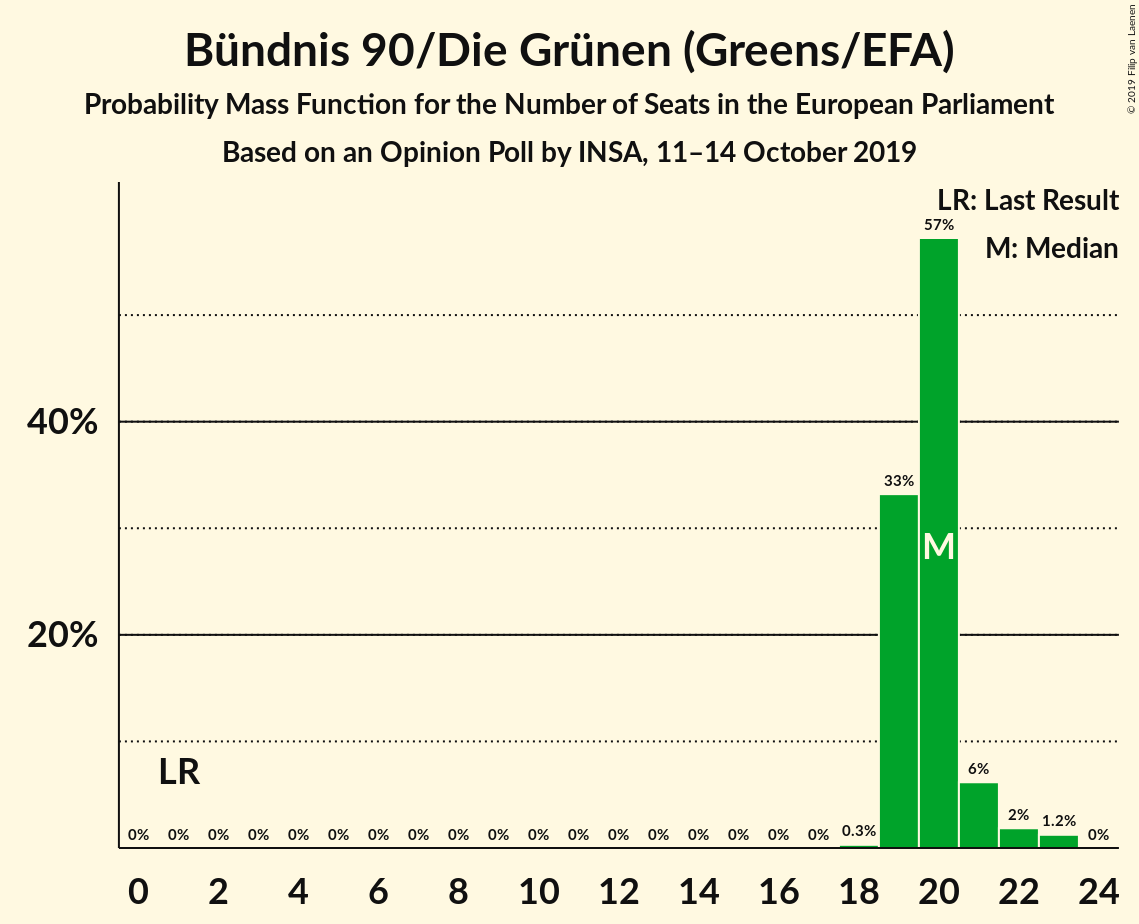 Bündnis 90/Die Grünen (Greens/EFA)
Probability Mass Function for the Number of Seats in the European Parliament
Based on an Opinion Poll by INSA, 11–14 October 2019
© 2019 Filip van Laenen
LR: Last Result
57%
M: Median
40%
33%
M
20%
LR
6%
0% 0% 0% 0% 0% 0% 0% 0% 0% 0% 0% 0% 0% 0% 0% 0% 0% 0% 0.3% 2% 1.2% 0%
0 2 4 6 8 10 12 14 16 18 20 22 24